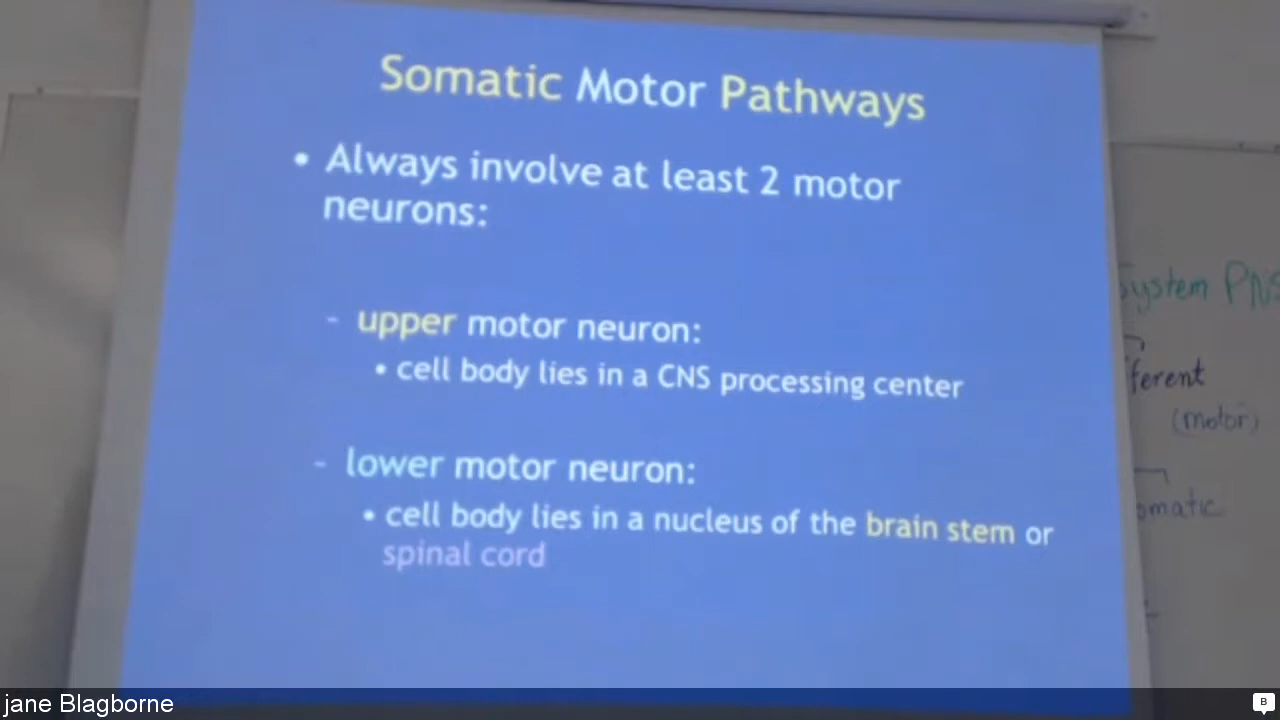 Somatic Motor Pathways
• Always involve at least 2 motor
neurons:
- upper motor neuron:
• cell body lies in a CNS processing center
- lower motor neuron:
• cell body lies in a nucleus of the brain stem or
spinal cord
ystem PNS
ferent
(motor)
omatic
jane Blagborne
B